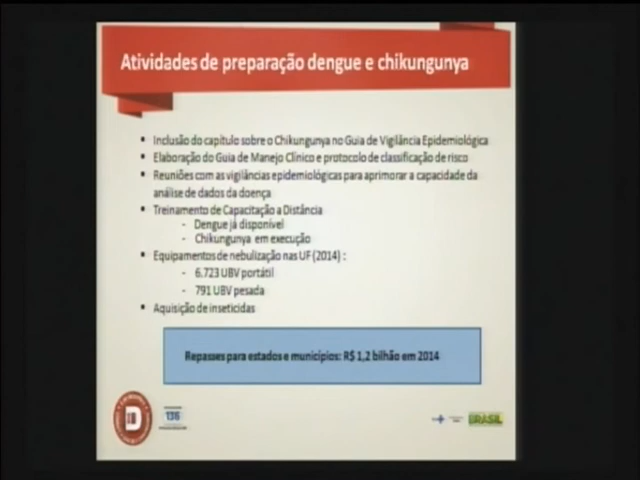 Atividades de preparação dengue e chikungunya
• Inclusão do capítulo sobre o Chikungunya no Guia de Vigilância Epidemiológica
• Elaboração do Guia de Manejo Clínico e protocolo de classificação de risco
• Reuniões com as vigilâncias epidemiológicas para aprimorar a capacidade da
análise de dados da doença
• Treinamento de Capacitação a Distância
- Dengue já disponível
- Chikungunya em execução
• Equipamentos de nebulização nas UF (2014) :
- 6.723 UBV portátil
- 791 UBV pesada
• Aquisição de inseticidas
Repasses para estados e municípios: R$ 1,2 bilhão em 2014
136
BRASIL